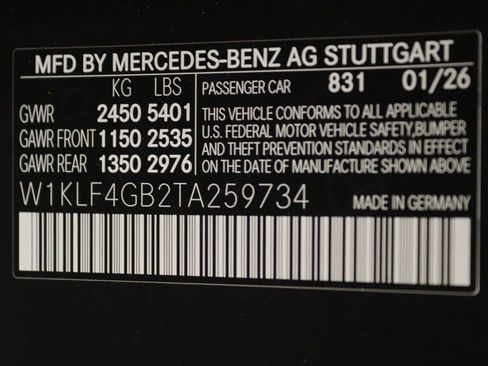 MFD BY MERCEDES-BENZ AG STUTTGART
KG LBS PASSENGER CAR 831 01/26
GVWR 2450 5401 THIS VEHICLE CONFORMS TO ALL APPLICABLE
GAWR FRONT 1150 2535 U.S. FEDERAL MOTOR VEHICLE SAFETY, BUMPER
GAWR REAR 1350 2976 AND THEFT PREVENTION STANDARDS IN EFFECT
ON THE DATE OF MANUFACTURE SHOWN ABOVE
W1KLF4GB2TA259734 MADE IN GERMANY